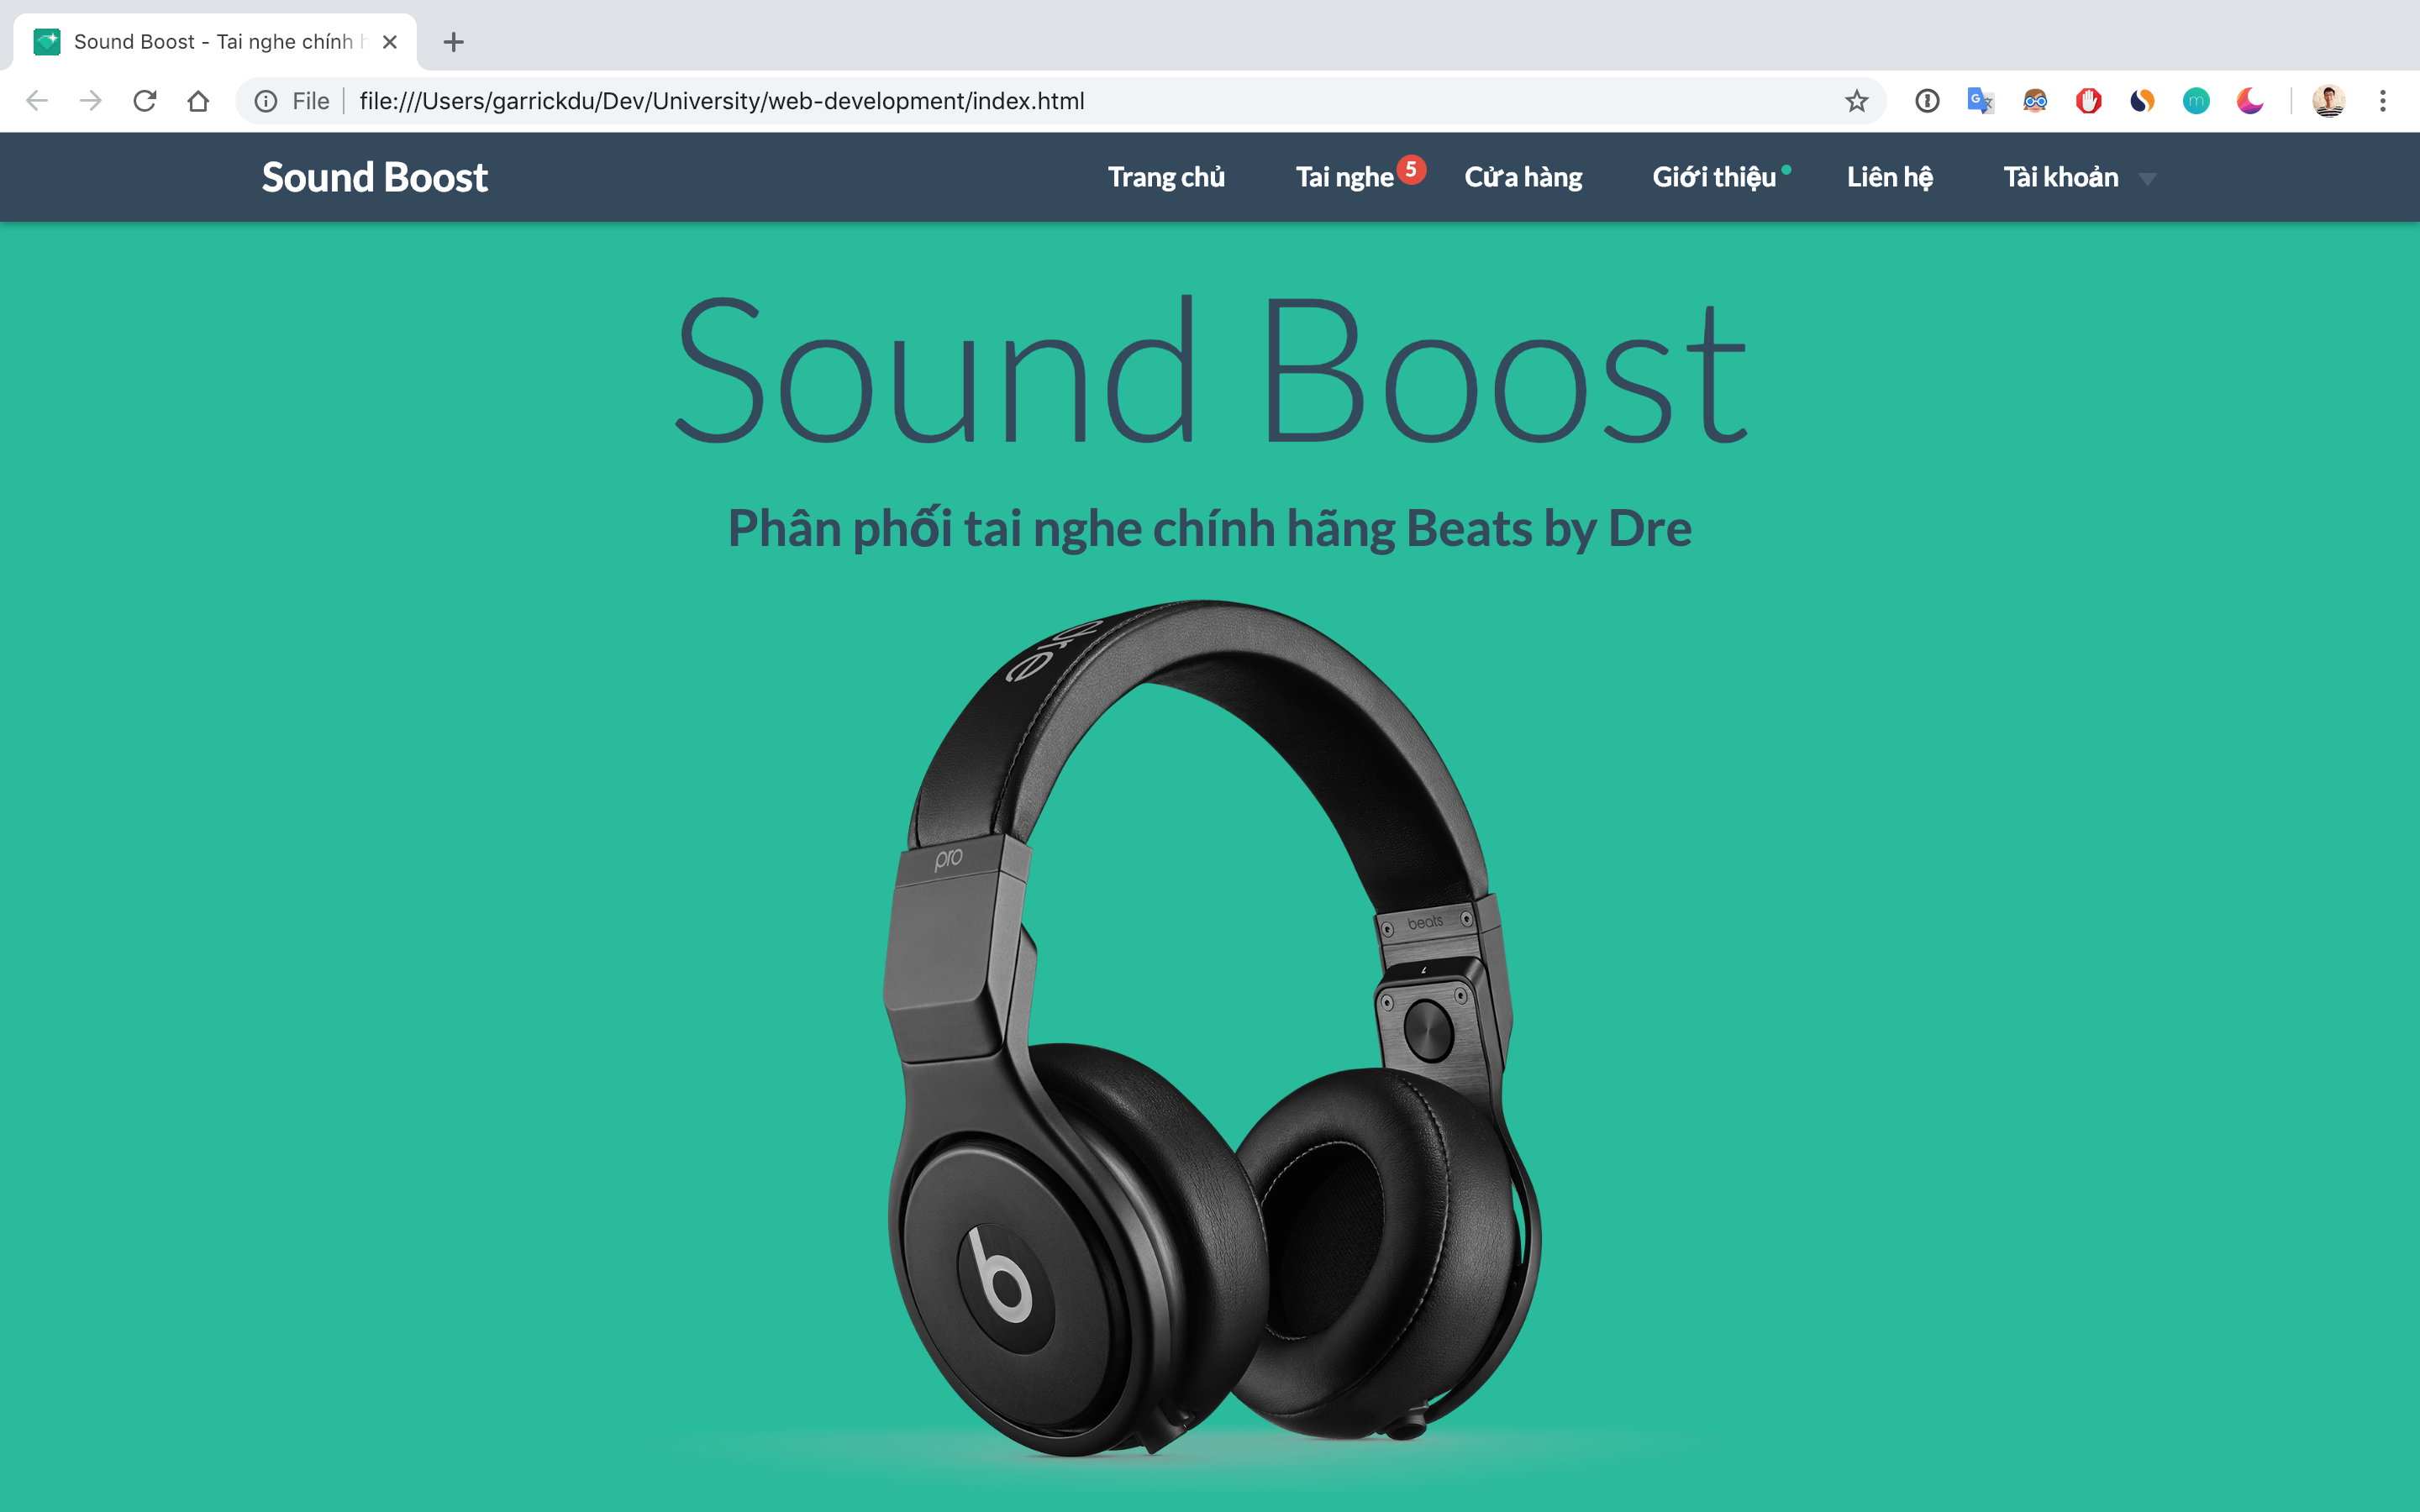 Sound Boost - Tai nghe chính h
File
file:///Users/garrickdu/Dev/University/web-development/index.html
Sound Boost
Trang chủ
Tai nghe 5
Cửa hàng
Giới thiệu
Liên hệ
Tài khoản
Sound Boost
Phân phối tai nghe chính hãng Beats by Dre
dre
pro
beats
b